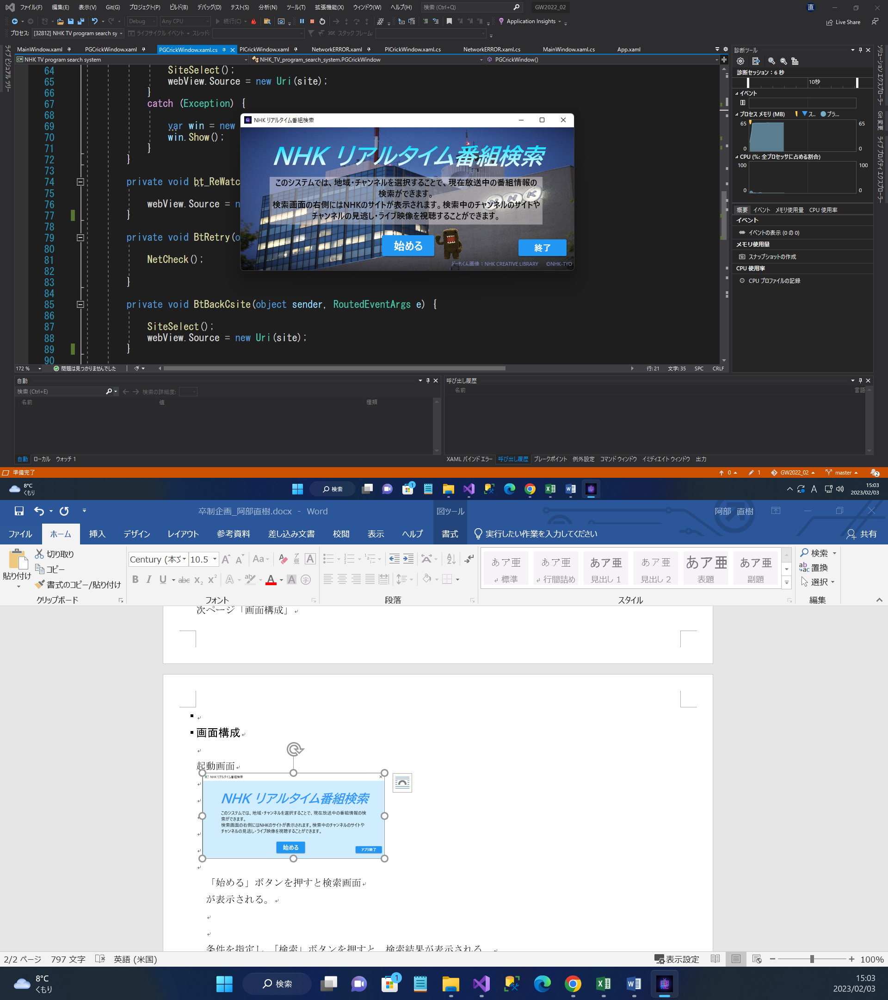 ファイル(F) 編集(E) 表示(V) Git(G) プロジェクト(P) ビルド(B) デバッグ(D) テスト(S) 分析(N) ツール(T) 拡張機能(X) ウィンドウ(W) ヘルプ(H) 検索 (Ctrl+Q) GW2022_02 直
Debug Any CPU 続行(C) Application Insights Live Share
プロセス: [32812] NHK TV program search sy ライフサイクル イベント スレッド: スタック フレーム:
ライブ ビジュアル ツリー
MainWindow.xaml PGCrickWindow.xaml PGCrickWindow.xaml.cs PICrickWindow.xaml NetworkERROR.xaml PICrickWindow.xaml.cs NetworkERROR.xaml.cs MainWindow.xaml.cs App.xaml
NHK TV program search system NHK_TV_program_search_system.PGCrickWindow PGCrickWindow()
64 SiteSelect();
65 webView.Source = new Uri(site);
66 }
67 catch (Exception) {
68
69 var win = new
70 win.Show();
71 }
72 }
73
74 private void bt_ReWatc
75
76 webView.Source = n
77 }
78
79 private void BtRetry(o
80
81 NetCheck();
82
83 }
84
85 private void BtBackCsite(object sender, RoutedEventArgs e) {
86
87 SiteSelect();
88 webView.Source = new Uri(site);
89 }
90
172 % 問題は見つかりませんでした 行: 21 文字: 35 SPC CRLF
NHK リアルタイム番組検索
NHK リアルタイム番組検索
このシステムでは、地域・チャンネルを選択することで、現在放送中の番組情報の
検索ができます。
検索画面の右側にはNHKのサイトが表示されます。検索中のチャンネルのサイトや
チャンネルの見逃し・ライブ映像を視聴することができます。
NHK
始める
終了
どーもくん画像：NHK CREATIVE LIBRARY ©NHK-TYO
診断ツール
診断セッション: 6 秒
10秒
イベント
プロセス メモリ (MB) ス... プラ...
65 65
0 0
CPU (%: 全プロセッサに占める割合)
100 100
0 0
概要 イベント メモリ使用量 CPU 使用率
イベント
イベントの表示 (0 の 0)
メモリ使用量
スナップショットの作成
CPU 使用率
CPU プロファイルの記録
ソリューション エクスプローラー
Git 変更
ライブ プロパティ エクスプローラー
自動
検索 (Ctrl+E) 検索の詳細度:
名前 値 種類
自動 ローカル ウォッチ 1
呼び出し履歴
名前 言語
XAML バインド エラー 呼び出し履歴 ブレークポイント 例外設定 コマンド ウィンドウ イミディエイト ウィンドウ 出力
準備完了 0 1 GW2022_02 master 2
8°C
くもり
検索 1 A 15:03
2023/02/03
卒制企画_阿部直樹.docx - Word 図ツール 阿部 直樹
ファイル ホーム 挿入 デザイン レイアウト 参考資料 差し込み文書 校閲 表示 ヘルプ 書式 実行したい作業を入力してください 共有
貼り付け
切り取り
コピー
書式のコピー/貼り付け
クリップボード
Century (本文 10.5
フォント
段落
あア亜 あア亜 あア亜 あア亜 あア亜 あア亜
標準 行間詰め 見出し 1 見出し 2 表題 副題
スタイル
検索
置換
選択
編集
次ページ「画面構成」
画面構成
起動画面
NHK リアルタイム番組検索
NHK リアルタイム番組検索
このシステムでは、地域・チャンネルを選択することで、現在放送中の番組情報の検
索ができます。
検索画面の右側にはNHKのサイトが表示されます。検索中のチャンネルのサイトや
チャンネルの見逃し・ライブ映像を視聴することができます。
始める
アプリ終了
「始める」ボタンを押すと検索画面
が表示される。
条件を指定し、「検索」ボタンを押すと、検索結果が表示される
2/2 ページ 797 文字 英語 (米国) 表示設定 100%
8°C
くもり
検索 1 15:03
2023/02/03